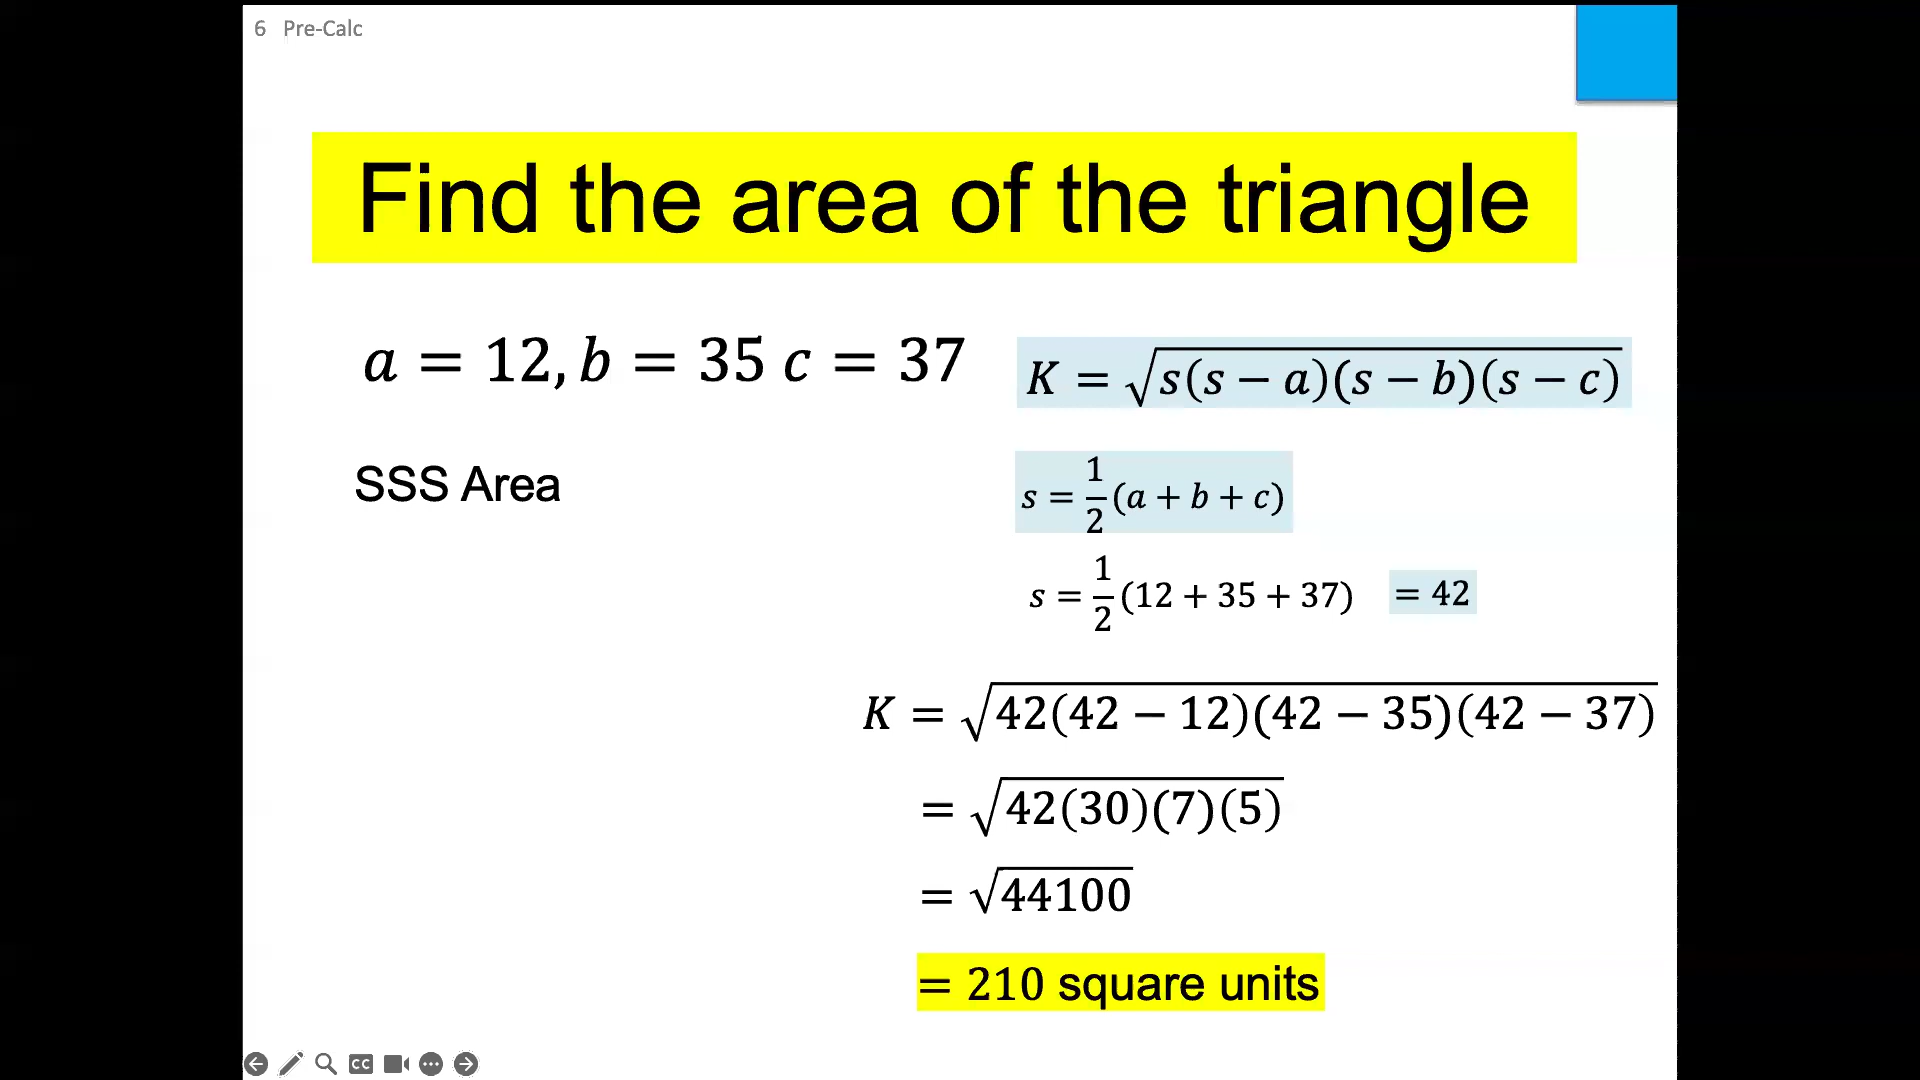 6 Pre-Calc
Find the area of the triangle
a = 12, b = 35 c = 37
K = √s(s − a)(s − b)(s − c)
SSS Area
s = 1/2 (a + b + c)
s = 1/2 (12 + 35 + 37) = 42
K = √42(42 − 12)(42 − 35)(42 − 37)
= √42(30)(7)(5)
= √44100
= 210 square units
CC